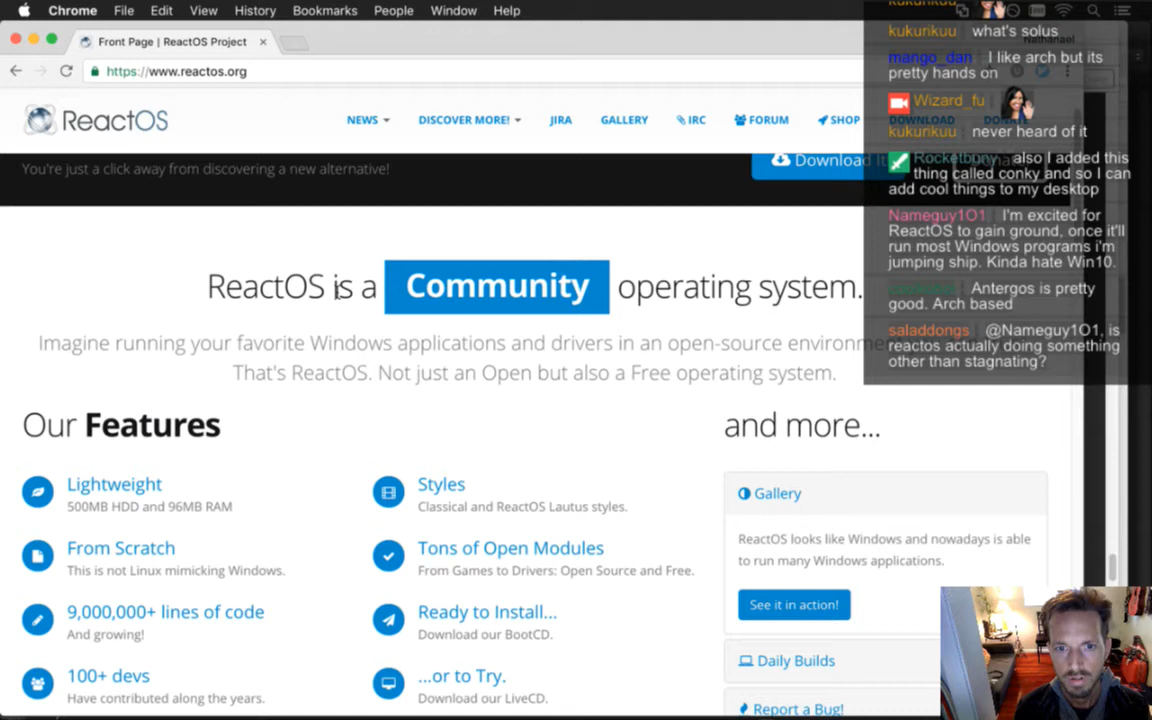 Chrome File Edit View History Bookmarks People Window Help
Front Page | ReactOS Project
https://www.reactos.org
ReactOS
NEWS DISCOVER MORE! JIRA GALLERY IRC FORUM SHOP DOWNLOAD
You're just a click away from discovering a new alternative!
Download
ReactOS is a Community operating system.
Imagine running your favorite Windows applications and drivers in an open-source
That's ReactOS. Not just an Open but also a Free operating system.
Our Features
Lightweight
500MB HDD and 96MB RAM
From Scratch
This is not Linux mimicking Windows.
9,000,000+ lines of code
And growing!
100+ devs
Have contributed along the years.
Styles
Classical and ReactOS Lautus styles.
Tons of Open Modules
From Games to Drivers: Open Source and Free.
Ready to Install...
Download our BootCD.
...or to Try.
Download our LiveCD.
and more...
Gallery
ReactOS looks like Windows and nowadays is able
to run many Windows applications.
See it in action!
Daily Builds
Report a Bug!
kukurikuu what's solus
mango_dan I like arch but its
pretty hands on
Wizard_fu
kukurikuu never heard of it
Rocketbuny also I added this
thing called conky and so I can
add cool things to my desktop
Nameguy1O1 I'm excited for
ReactOS to gain ground, once it'll
run most Windows programs i'm
jumping ship. Kinda hate Win10.
Antergos is pretty
good. Arch based
saladdongs @Nameguy1O1, is
reactos actually doing something
other than stagnating?